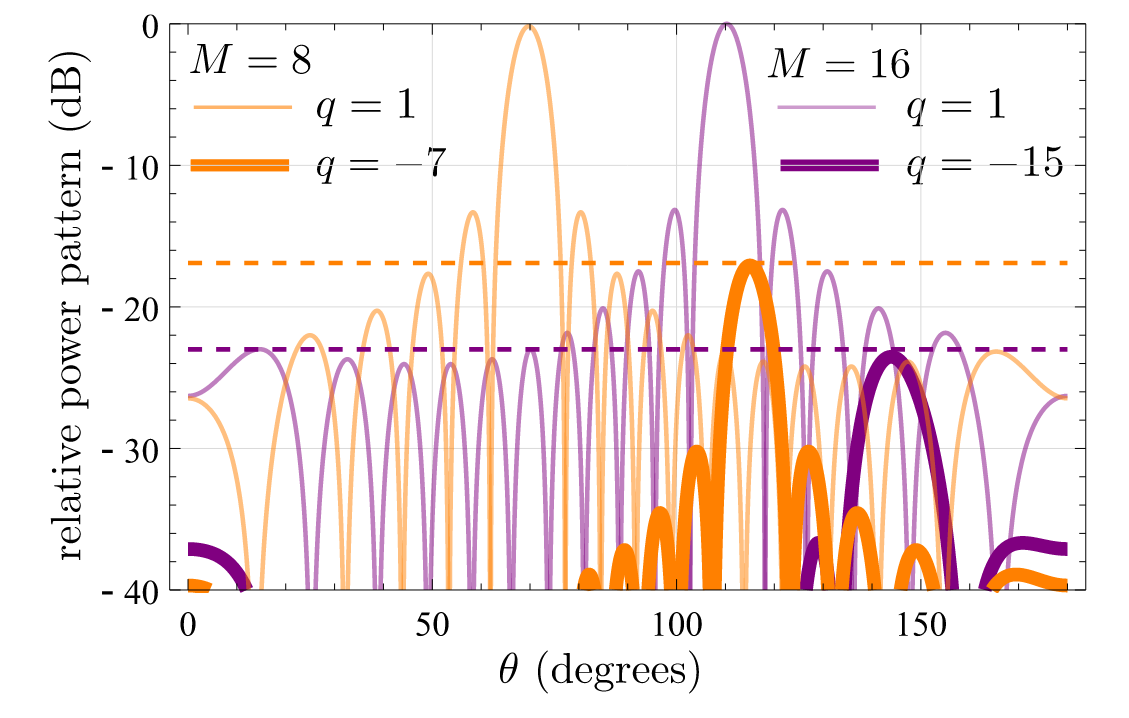 relative power pattern (dB)
0
- 10
- 20
- 30
- 40
M = 8
q = 1
q = −7
M = 16
q = 1
q = −15
0
50
100
150
θ (degrees)